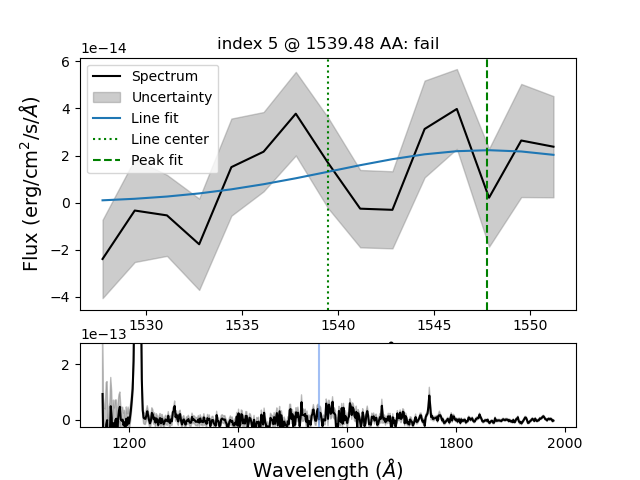 index 5 @ 1539.48 AA: fail
1e−14
6
4
2
0
−2
−4
Flux (erg/cm²/s/Å)
Spectrum
Uncertainty
Line fit
Line center
Peak fit
1530
1535
1540
1545
1550
1e−13
2
0
1200
1400
1600
1800
2000
Wavelength (Å)